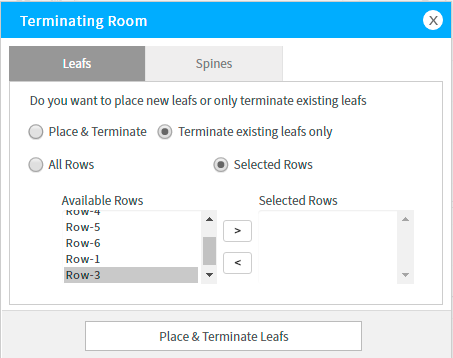 Terminating Room X
Leafs Spines
Do you want to place new leafs or only terminate existing leafs
Place & Terminate Terminate existing leafs only
All Rows Selected Rows
Available Rows Selected Rows
Row-4
Row-5
Row-6
Row-1
Row-3
>
<
Place & Terminate Leafs